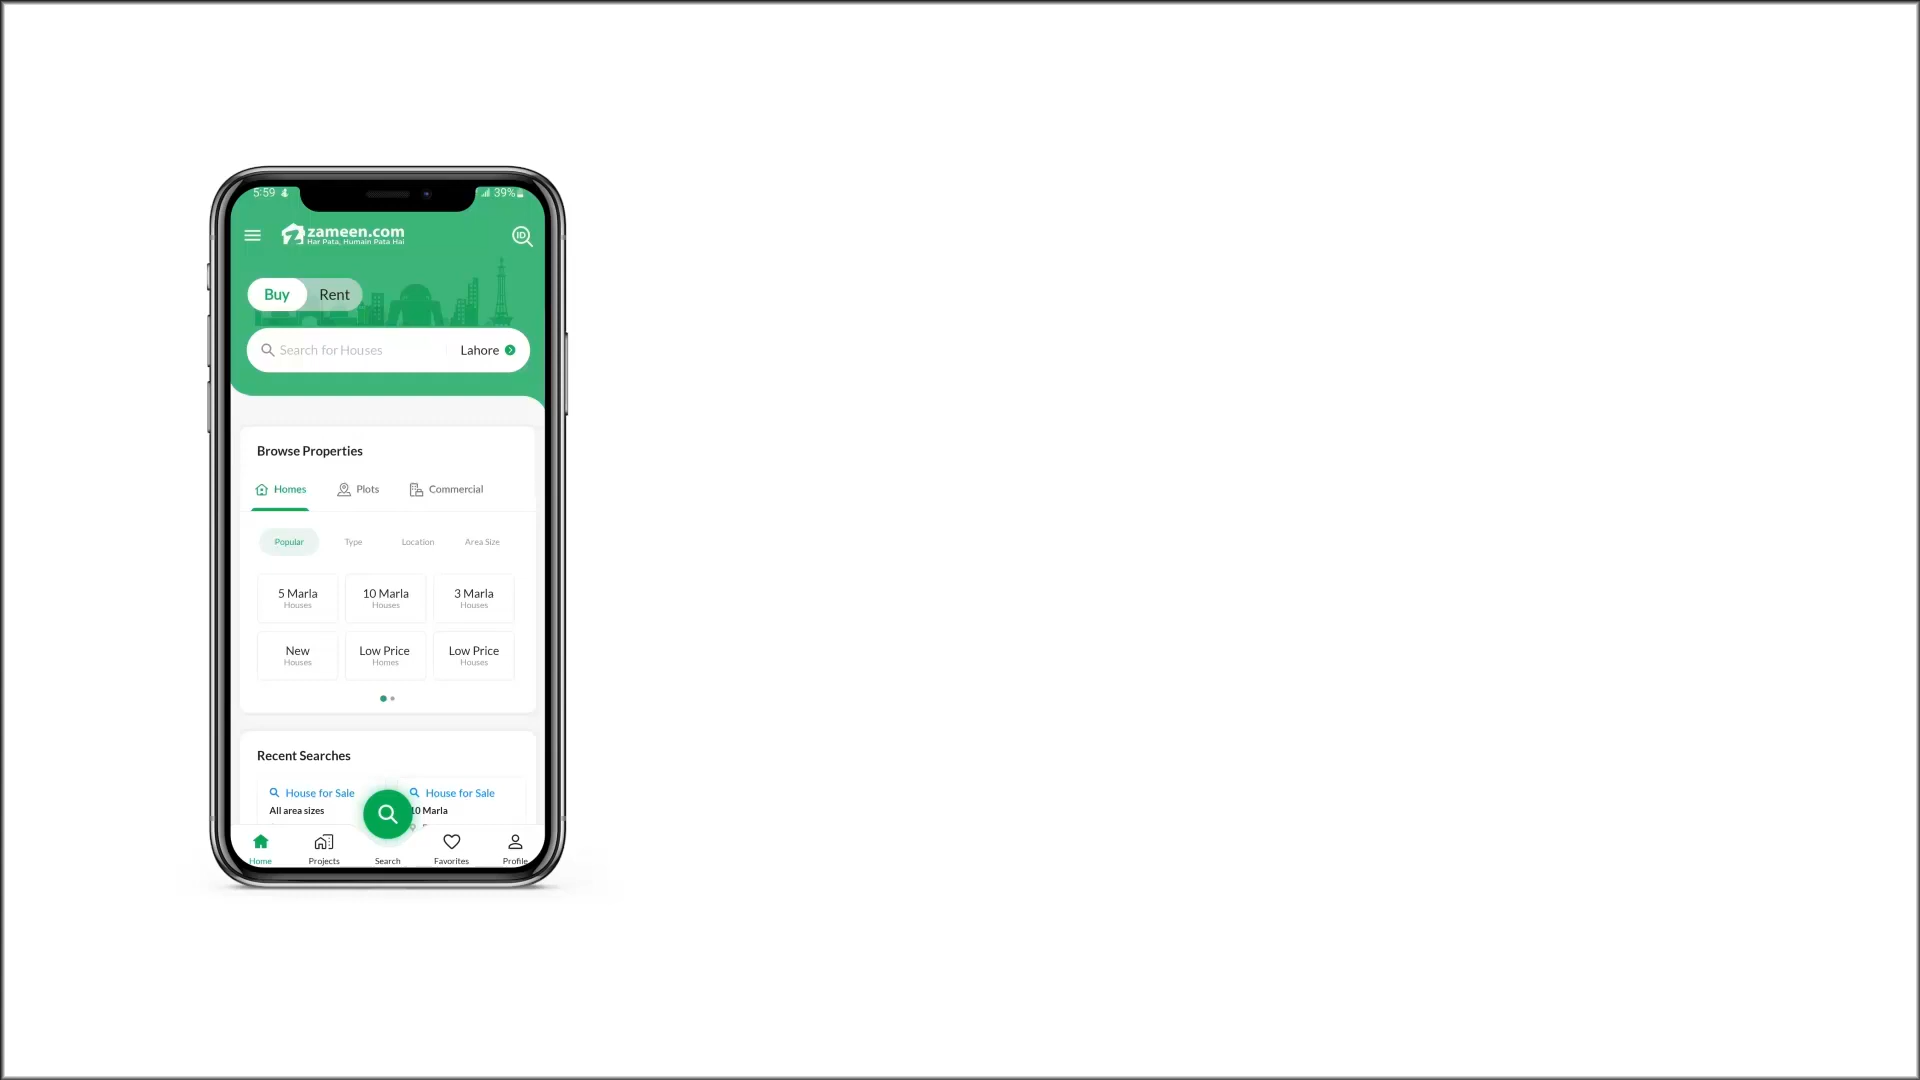 5:59
39%
zameen.com
Har Pata, Humain Pata Hai
ID
Buy Rent
Search for Houses Lahore
Browse Properties
Homes Plots Commercial
Popular Type Location Area Size
5 Marla 10 Marla 3 Marla
Houses Houses Houses
New Low Price Low Price
Houses Homes Houses
Recent Searches
House for Sale House for Sale
All area sizes 10 Marla
Home Projects Search Favorites Profile